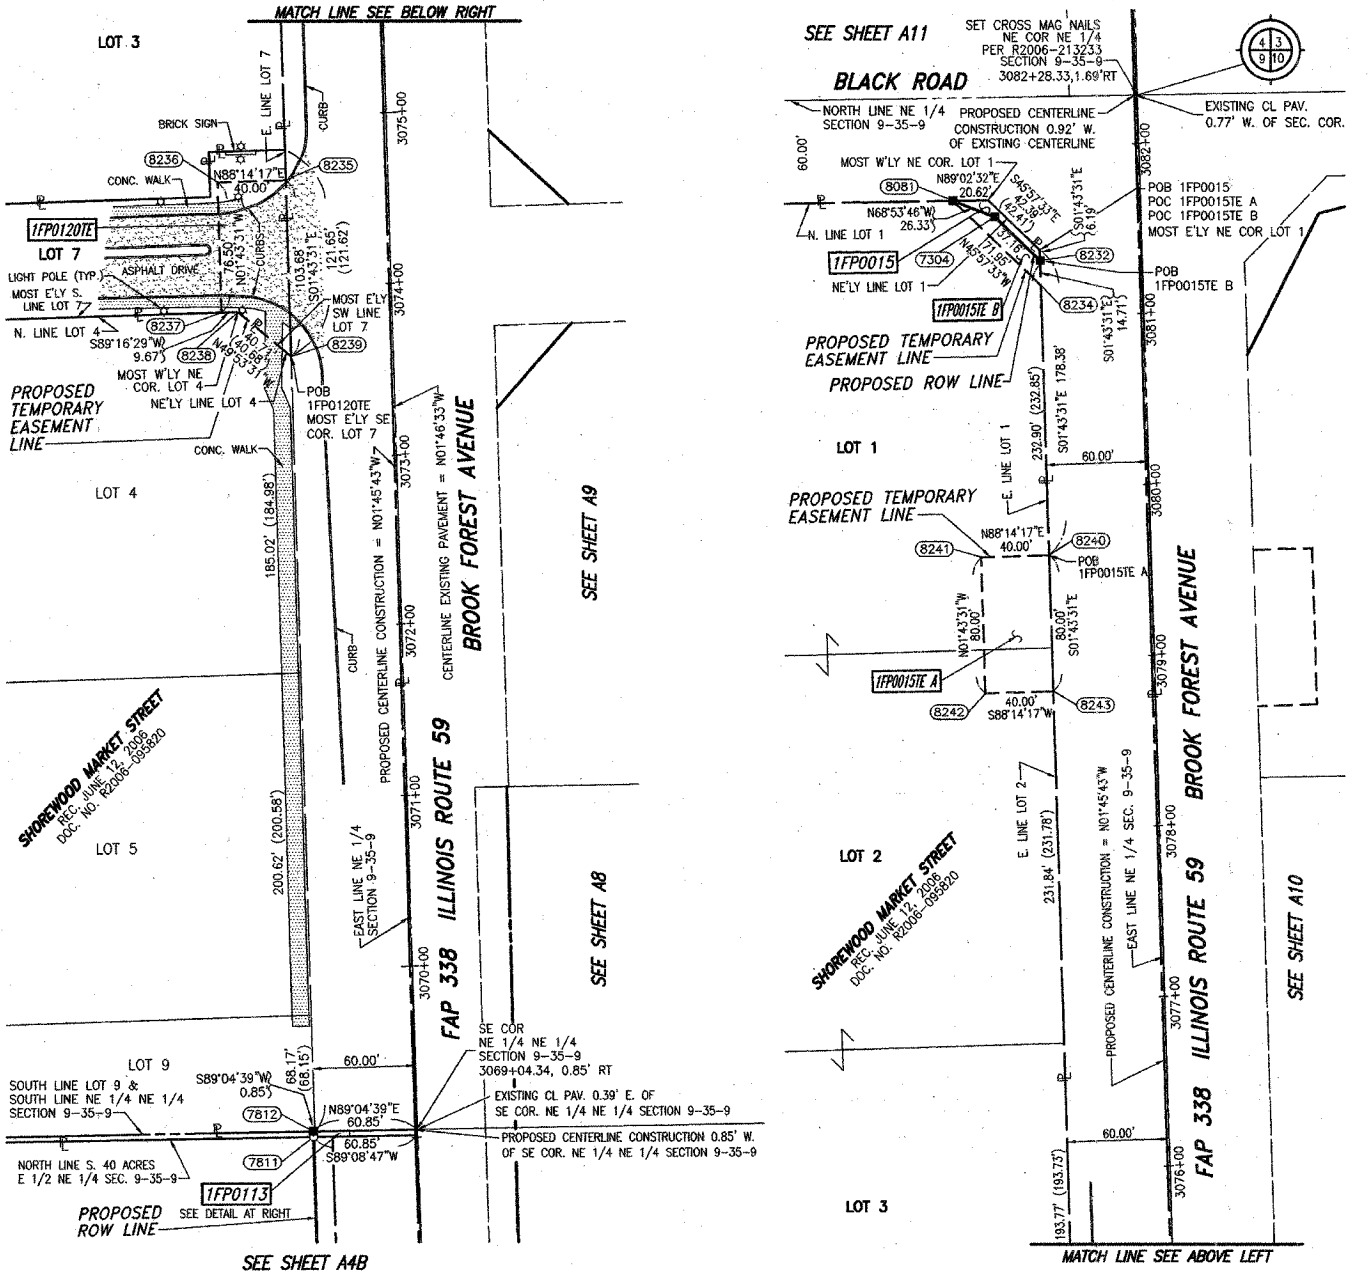 MATCH LINE SEE BELOW RIGHT
LOT 3
E. LINE LOT 7
CURB
3075+00
BRICK SIGN
8236
8235
N88°14'17"E
40.00'
CONC. WALK
1FP0120TE
LOT 7
76.50'
N01°43'31"W
CURBS
103.68'
S01°43'31"E
121.65'
(121.62')
ASPHALT DRIVE
LIGHT POLE (TYP.)
MOST E'LY S.
LINE LOT 7
3074+00
MOST E'LY
SW LINE
LOT 7
N. LINE LOT 4
8237
S89°16'29"W
9.67'
8238
8239
40.71'
(40.68')
N49°53'31"W
MOST W'LY NE
COR. LOT 4
NE'LY LINE LOT 4
PROPOSED
TEMPORARY
EASEMENT
LINE
POB
1FP0120TE
MOST E'LY SE
COR. LOT 7
CONC. WALK
3073+00
LOT 4
185.02' (184.98')
PROPOSED CENTERLINE CONSTRUCTION = N01°45'43"W
CENTERLINE EXISTING PAVEMENT = N01°46'33"W
BROOK FOREST AVENUE
SEE SHEET A9
3072+00
CURB
SHOREWOOD MARKET STREET
REC. JUNE 12, 2006
DOC. NO. R2006-095820
LOT 5
200.62' (200.58')
3071+00
EAST LINE NE 1/4
SECTION 9-35-9
FAP 338 ILLINOIS ROUTE 59
SEE SHEET A8
3070+00
SE COR
NE 1/4 NE 1/4
SECTION 9-35-9
3069+04.34, 0.85' RT
LOT 9
SOUTH LINE LOT 9 &
SOUTH LINE NE 1/4 NE 1/4
SECTION 9-35-9
S89°04'39"W
0.85'
68.17'
(68.15')
60.00'
EXISTING CL PAV. 0.39' E. OF
SE COR. NE 1/4 NE 1/4 SECTION 9-35-9
7812
N89°04'39"E
60.85'
60.85'
S89°08'47"W
PROPOSED CENTERLINE CONSTRUCTION 0.85' W.
OF SE COR. NE 1/4 NE 1/4 SECTION 9-35-9
7811
NORTH LINE S. 40 ACRES
E 1/2 NE 1/4 SEC. 9-35-9
1FP0113
SEE DETAIL AT RIGHT
PROPOSED
ROW LINE
SEE SHEET A4B
SEE SHEET A11
SET CROSS MAG NAILS
NE COR NE 1/4
PER R2006-213233
SECTION 9-35-9
3082+28.33,1.69'RT
4 3
9 10
BLACK ROAD
NORTH LINE NE 1/4
SECTION 9-35-9
PROPOSED CENTERLINE
CONSTRUCTION 0.92' W.
OF EXISTING CENTERLINE
EXISTING CL PAV.
0.77' W. OF SEC. COR.
60.00'
3082+00
MOST W'LY NE COR. LOT 1
N89°02'32"E
20.62'
8081
S45°57'33"E
42.38'
(42.41')
S01°43'31"E
(6.19')
POB 1FP0015
POC 1FP0015TE A
POC 1FP0015TE B
MOST E'LY NE COR LOT 1
N68°53'46"W
26.33'
N. LINE LOT 1
1FP0015
7304
37.16'
71.95'
N45°57'33"W
8232
POB
1FP0015TE B
NE'LY LINE LOT 1
1FP0015TE B
8234
S01°43'31"E
14.71'
3081+00
PROPOSED TEMPORARY
EASEMENT LINE
PROPOSED ROW LINE
232.90' (232.85')
S01°43'31"E 178.38'
LOT 1
E. LINE LOT 1
60.00'
3080+00
PROPOSED TEMPORARY
EASEMENT LINE
N88°14'17"E
40.00'
8241
8240
POB
1FP0015TE A
N01°43'31"W
80.00'
80.00'
S01°43'31"E
3079+00
1FP0015TE A
8242
40.00'
S88°14'17"W
8243
BROOK FOREST AVENUE
E. LINE LOT 2
231.84' (231.78')
3078+00
LOT 2
PROPOSED CENTERLINE CONSTRUCTION = N01°45'43"W
EAST LINE NE 1/4 SEC. 9-35-9
SHOREWOOD MARKET STREET
REC. JUNE 12, 2006
DOC. NO. R2006-095820
SEE SHEET A10
3077+00
FAP 338 ILLINOIS ROUTE 59
60.00'
3076+00
193.77' (193.73')
LOT 3
MATCH LINE SEE ABOVE LEFT